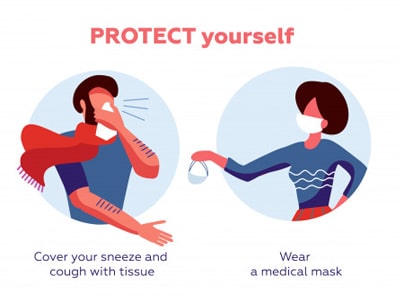 PROTECT yourself
Cover your sneeze and
cough with tissue
Wear
a medical mask